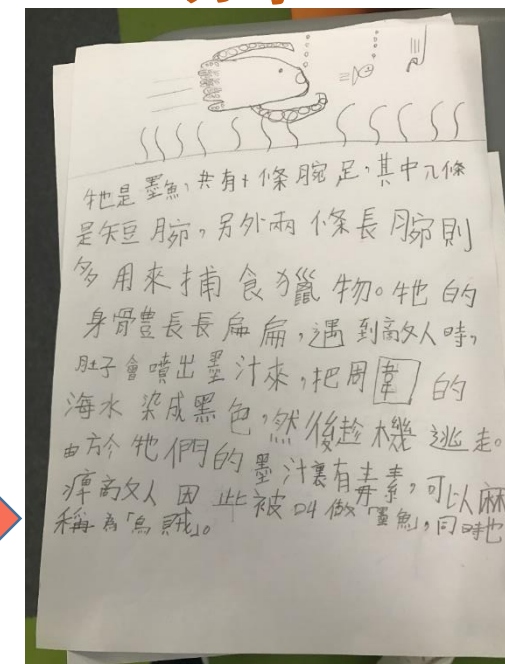 牠是墨魚,共有十條腕足,其中八條
是短腕,另外兩條長腕則
多用來捕食獵物。牠的
身體長長扁扁,遇到敵人時,
肚子會噴出墨汁來,把周韋的
海水染成黑色,然後趁機逃走。
由於牠們的墨汁裏有毒素,可以麻
痺敵人因此被叫做「墨魚」,同時也
稱為「烏賊」。